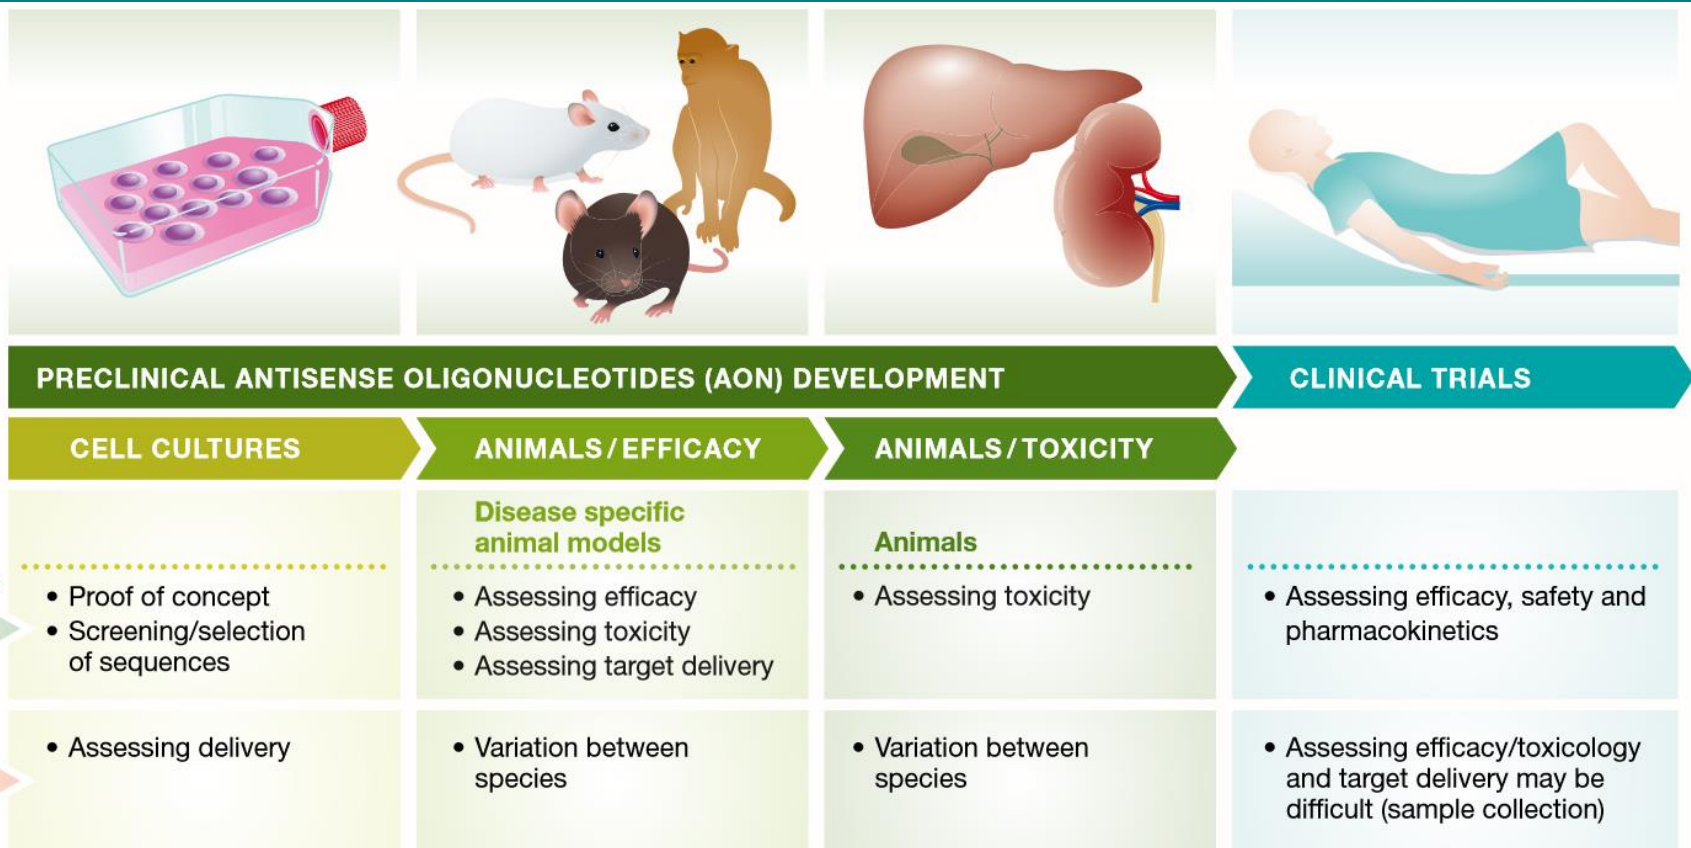 PRECLINICAL ANTISENSE OLIGONUCLEOTIDES (AON) DEVELOPMENT
CLINICAL TRIALS
CELL CULTURES
ANIMALS/EFFICACY
ANIMALS/TOXICITY
• Proof of concept
• Screening/selection
of sequences
Disease specific
animal models
• Assessing efficacy
• Assessing toxicity
• Assessing target delivery
Animals
• Assessing toxicity
• Assessing efficacy, safety and
pharmacokinetics
• Assessing delivery
• Variation between
species
• Variation between
species
• Assessing efficacy/toxicology
and target delivery may be
difficult (sample collection)